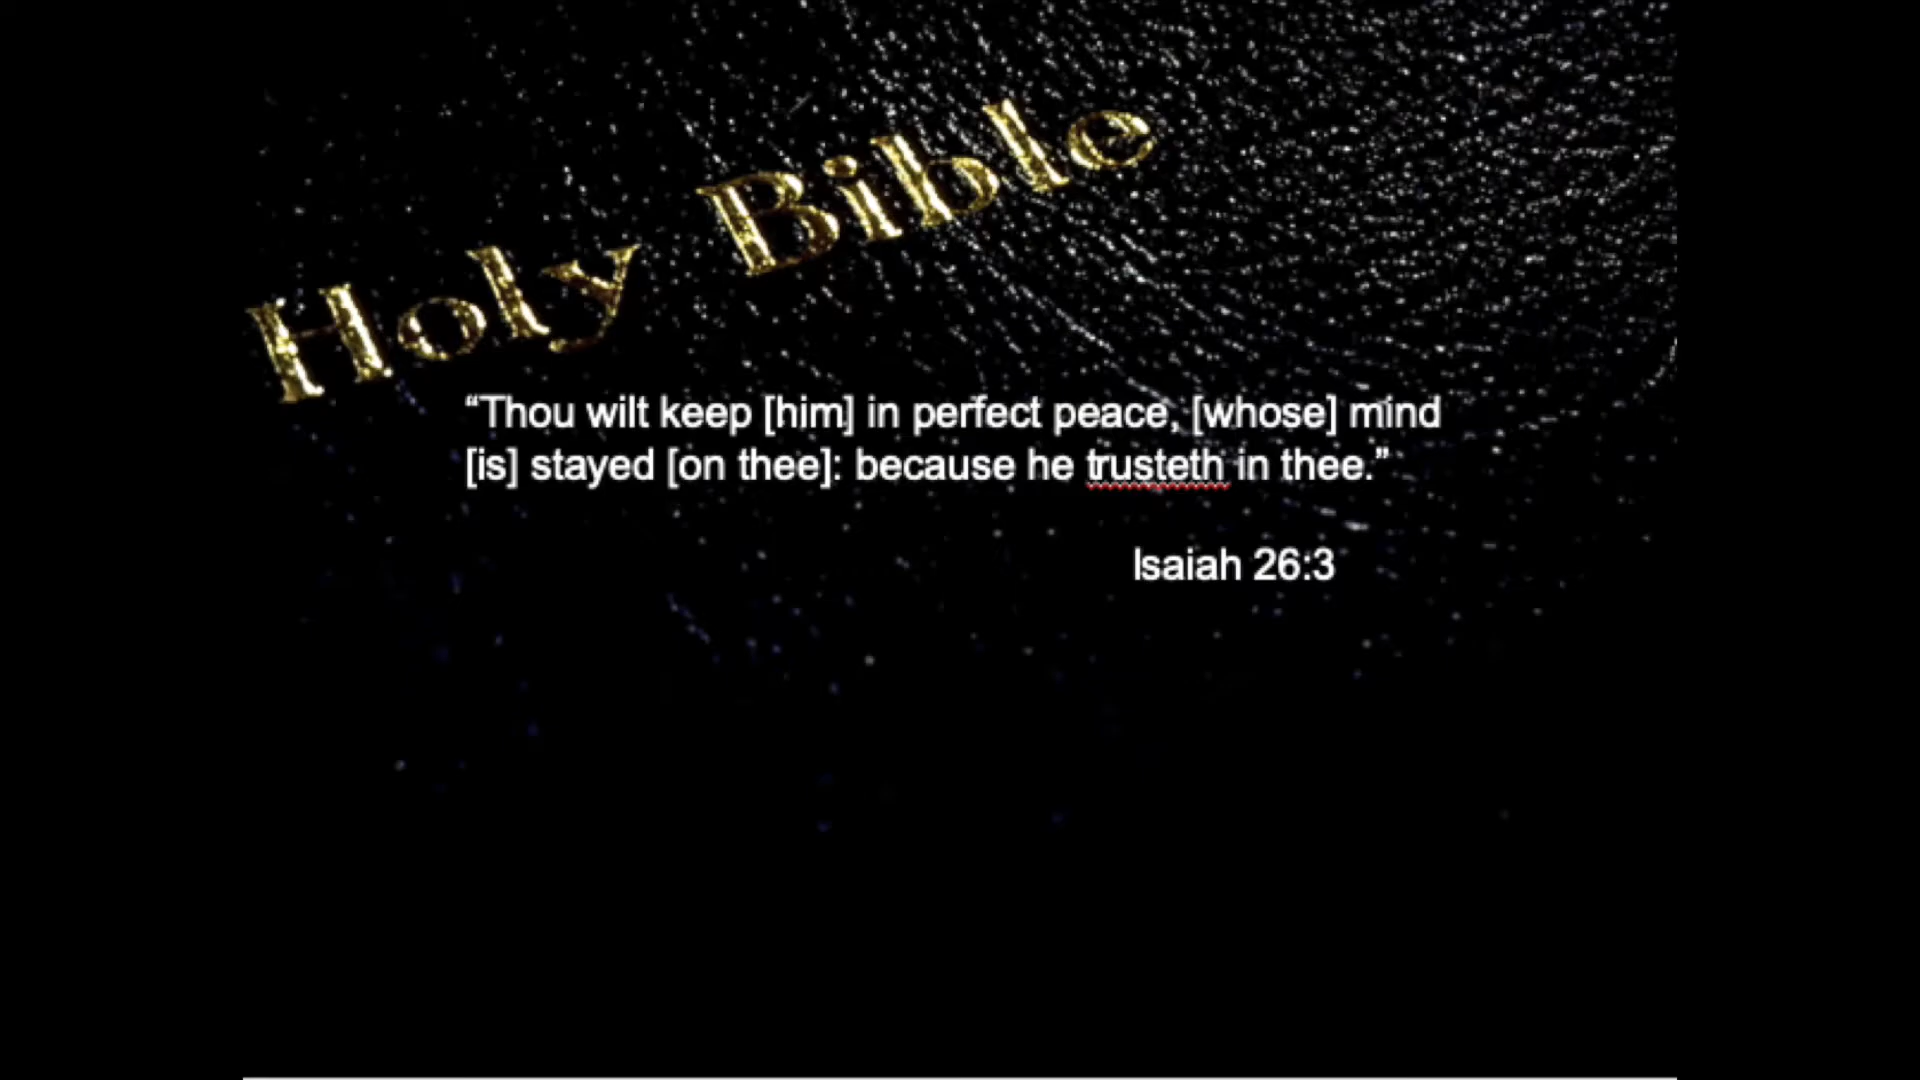 Holy Bible
“Thou wilt keep [him] in perfect peace, [whose] mind
[is] stayed [on thee]: because he trusteth in thee.”
Isaiah 26:3